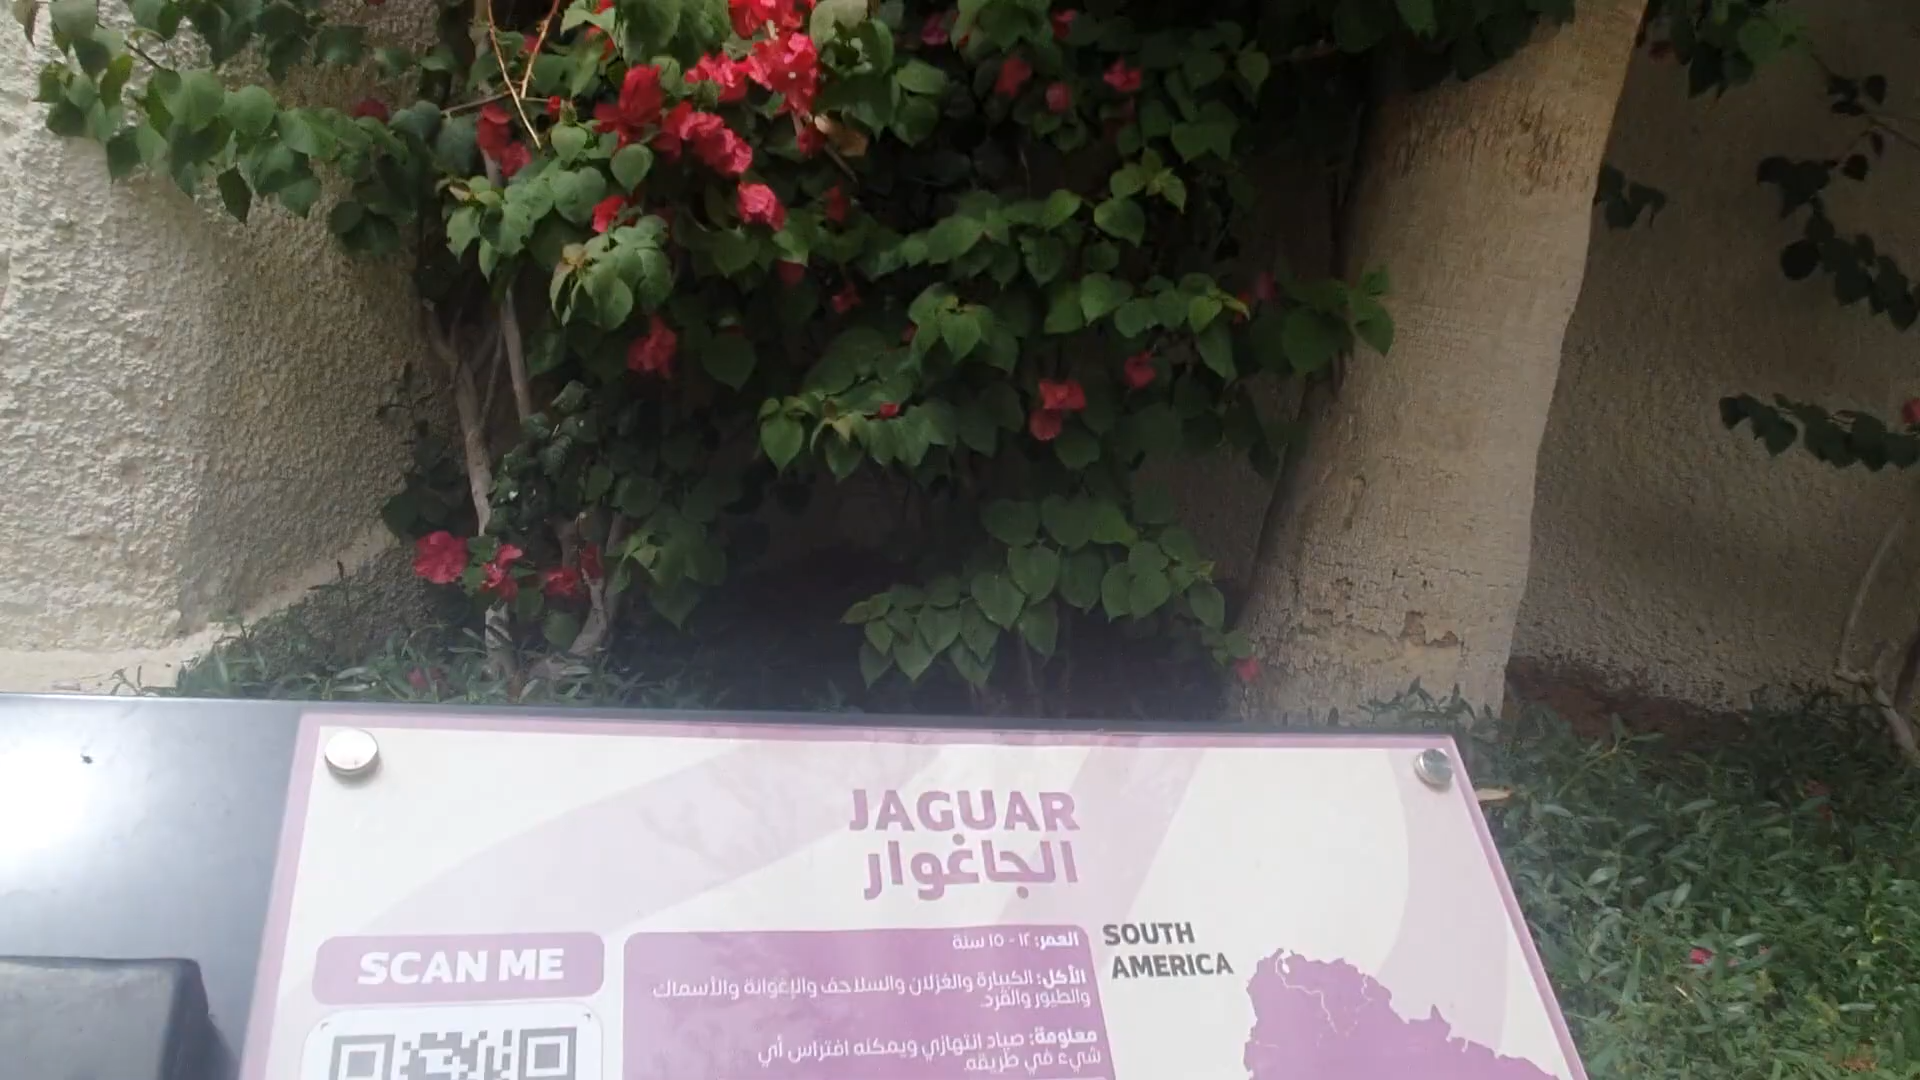 JAGUAR
الجاغوار
SCAN ME
العمر: ١٢ - ١٥ سنة
الأكل: الكبيارة والغزلان والسلاحف والإغوانة والأسماك
والطيور والقرد.
معلومة: صياد انتهازي ويمكنه افتراس أي
شيء في طريقه.
SOUTH
AMERICA